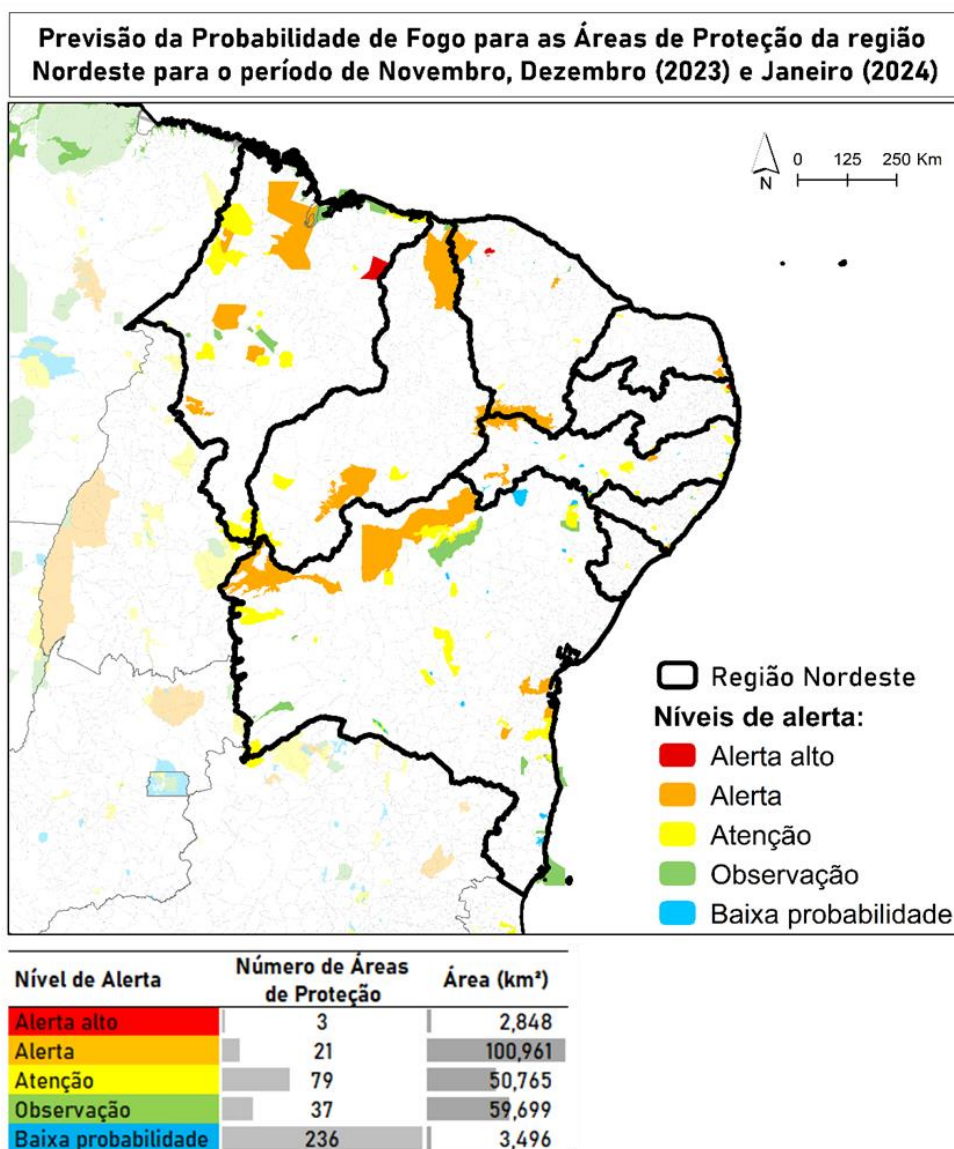 Previsão da Probabilidade de Fogo para as Áreas de Proteção da região
Nordeste para o período de Novembro, Dezembro (2023) e Janeiro (2024)
N
0 125 250 Km
Região Nordeste
Níveis de alerta:
Alerta alto
Alerta
Atenção
Observação
Baixa probabilidade
Nível de Alerta Número de Áreas de Proteção Área (km²)
Alerta alto 3 2,848
Alerta 21 100,961
Atenção 79 50,765
Observação 37 59,699
Baixa probabilidade 236 3,496